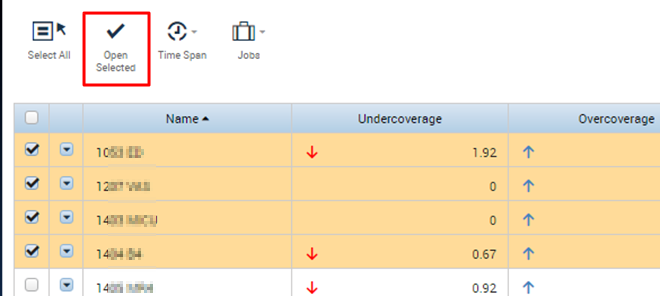 Select All
Open
Selected
Time Span
Jobs
Name
Undercoverage
Overcoverage
1.92
0
0
0.67
0.92